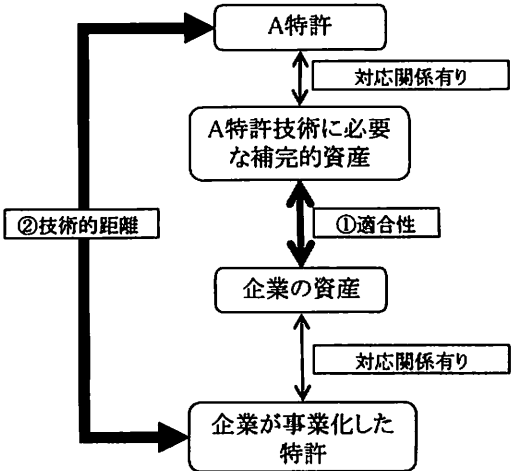 A特許
対応関係有り
A特許技術に必要
な補完的資産
②技術的距離
①適合性
企業の資産
対応関係有り
企業が事業化した
特許